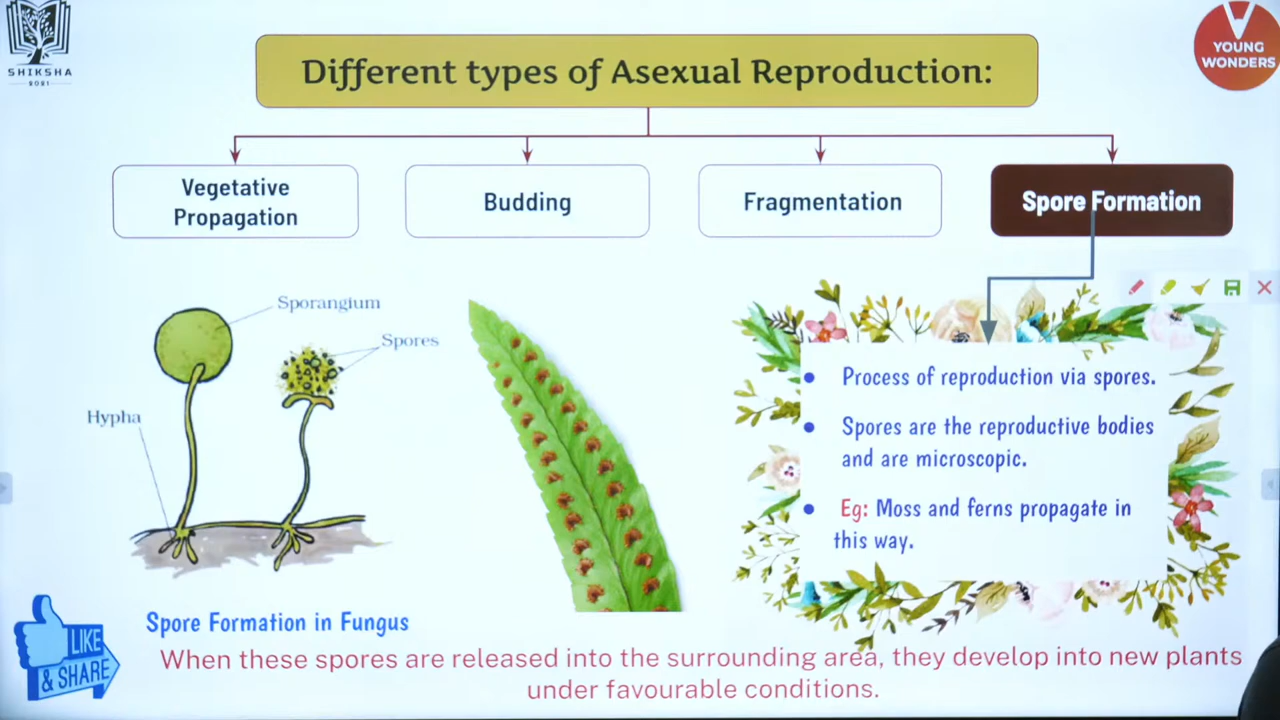 SHIKSHA
2021
YOUNG
WONDERS
Different types of Asexual Reproduction:
Vegetative
Propagation
Budding
Fragmentation
Spore Formation
Sporangium
Spores
Hypha
• Process of reproduction via spores.
• Spores are the reproductive bodies
and are microscopic.
• Eg: Moss and ferns propagate in
this way.
LIKE
& SHARE
Spore Formation in Fungus
When these spores are released into the surrounding area, they develop into new plants
under favourable conditions.